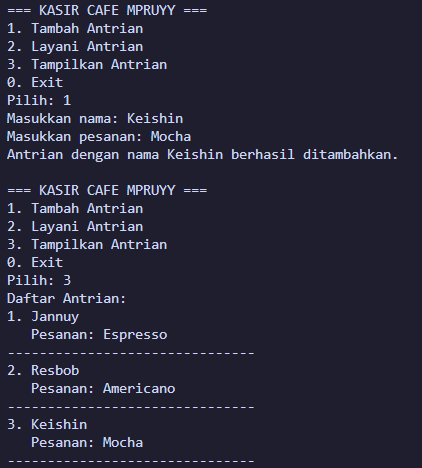 === KASIR CAFE MPRUYY ===
1. Tambah Antrian
2. Layani Antrian
3. Tampilkan Antrian
0. Exit
Pilih: 1
Masukkan nama: Keishin
Masukkan pesanan: Mocha
Antrian dengan nama Keishin berhasil ditambahkan.

=== KASIR CAFE MPRUYY ===
1. Tambah Antrian
2. Layani Antrian
3. Tampilkan Antrian
0. Exit
Pilih: 3
Daftar Antrian:
1. Jannuy
   Pesanan: Espresso
-------------------------------
2. Resbob
   Pesanan: Americano
-------------------------------
3. Keishin
   Pesanan: Mocha
-------------------------------